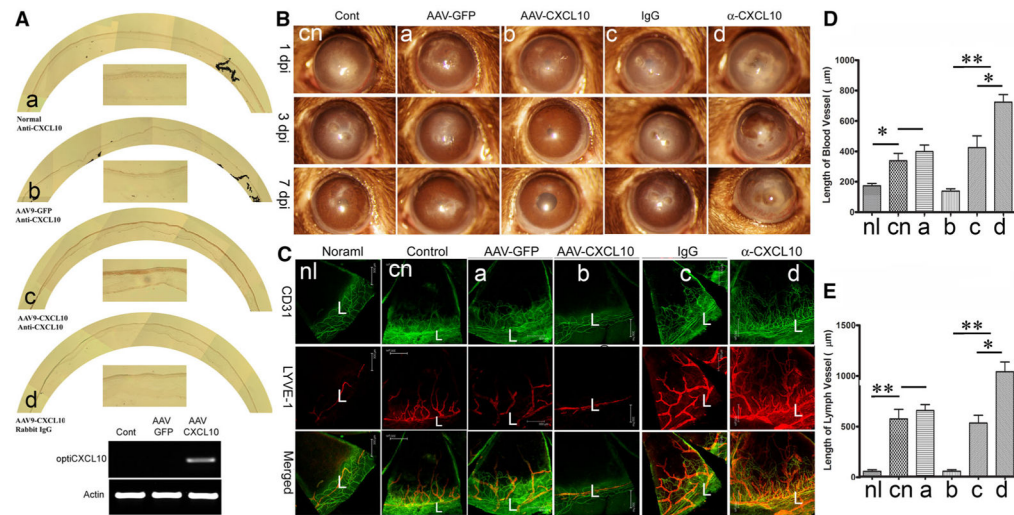 A
a
Normal
Anti-CXCL10
b
AAV9-GFP
Anti-CXCL10
c
AAV9-CXCL10
Anti-CXCL10
d
AAV9-CXCL10
Rabbit IgG
Cont
AAV
GFP
AAV
CXCL10
optiCXCL10
Actin
B
Cont
AAV-GFP
AAV-CXCL10
IgG
α-CXCL10
cn
a
b
c
d
1 dpi
3 dpi
7 dpi
C
Noraml
Control
AAV-GFP
AAV-CXCL10
IgG
α-CXCL10
nl
cn
a
b
c
d
CD31
L
L
L
L
L
L
LYVE-1
L
L
L
L
L
L
Merged
L
L
L
L
L
L
D
Length of Blood Vessel (μm)
1000
800
600
400
200
0
*
**
*
nl
cn
a
b
c
d
E
Length of Lymph Vessel (μm)
1500
1000
500
0
**
**
*
nl
cn
a
b
c
d